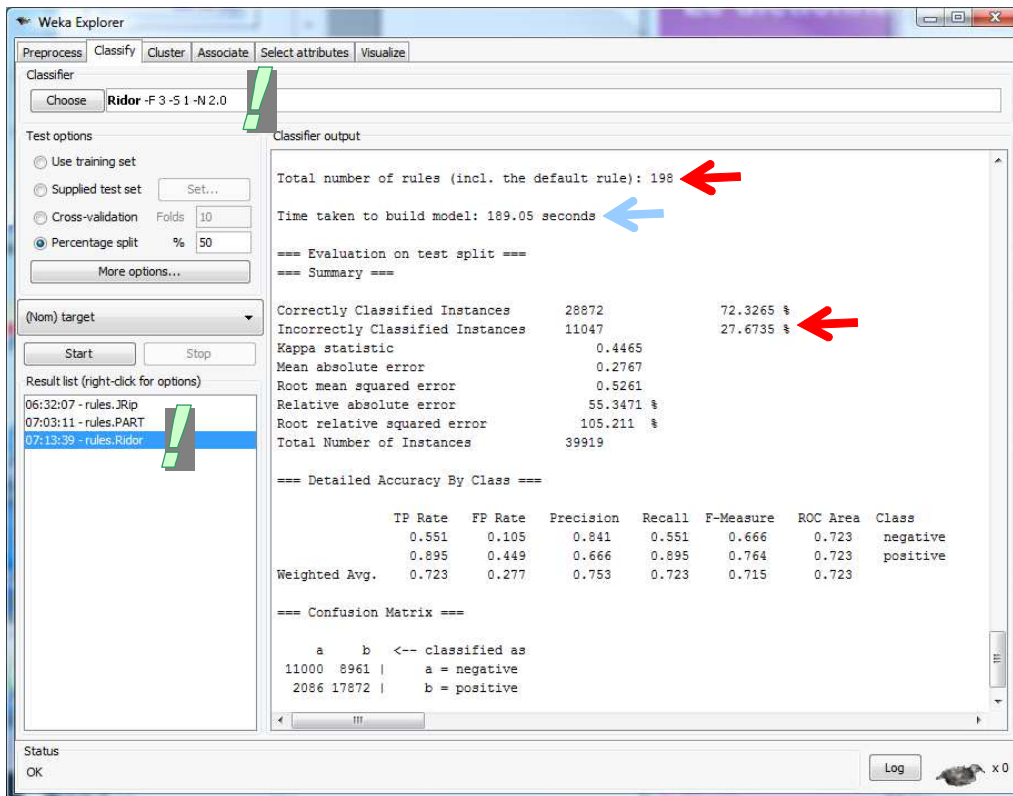 Weka Explorer
Preprocess Classify Cluster Associate Select attributes Visualize
Classifier
Choose Ridor -F 3 -S 1 -N 2.0
Test options
Use training set
Supplied test set Set...
Cross-validation Folds 10
Percentage split % 50
More options...
(Nom) target
Start Stop
Result list (right-click for options)
06:32:07 - rules.JRip
07:03:11 - rules.PART
07:13:39 - rules.Ridor
!
!
Classifier output
Total number of rules (incl. the default rule): 198
Time taken to build model: 189.05 seconds
=== Evaluation on test split ===
=== Summary ===
Correctly Classified Instances 28872 72.3265 %
Incorrectly Classified Instances 11047 27.6735 %
Kappa statistic 0.4465
Mean absolute error 0.2767
Root mean squared error 0.5261
Relative absolute error 55.3471 %
Root relative squared error 105.211 %
Total Number of Instances 39919
=== Detailed Accuracy By Class ===
TP Rate FP Rate Precision Recall F-Measure ROC Area Class
0.551 0.105 0.841 0.551 0.666 0.723 negative
0.895 0.449 0.666 0.895 0.764 0.723 positive
Weighted Avg. 0.723 0.277 0.753 0.723 0.715 0.723
=== Confusion Matrix ===
a b <-- classified as
11000 8961 | a = negative
2086 17872 | b = positive
Status
OK
Log x 0